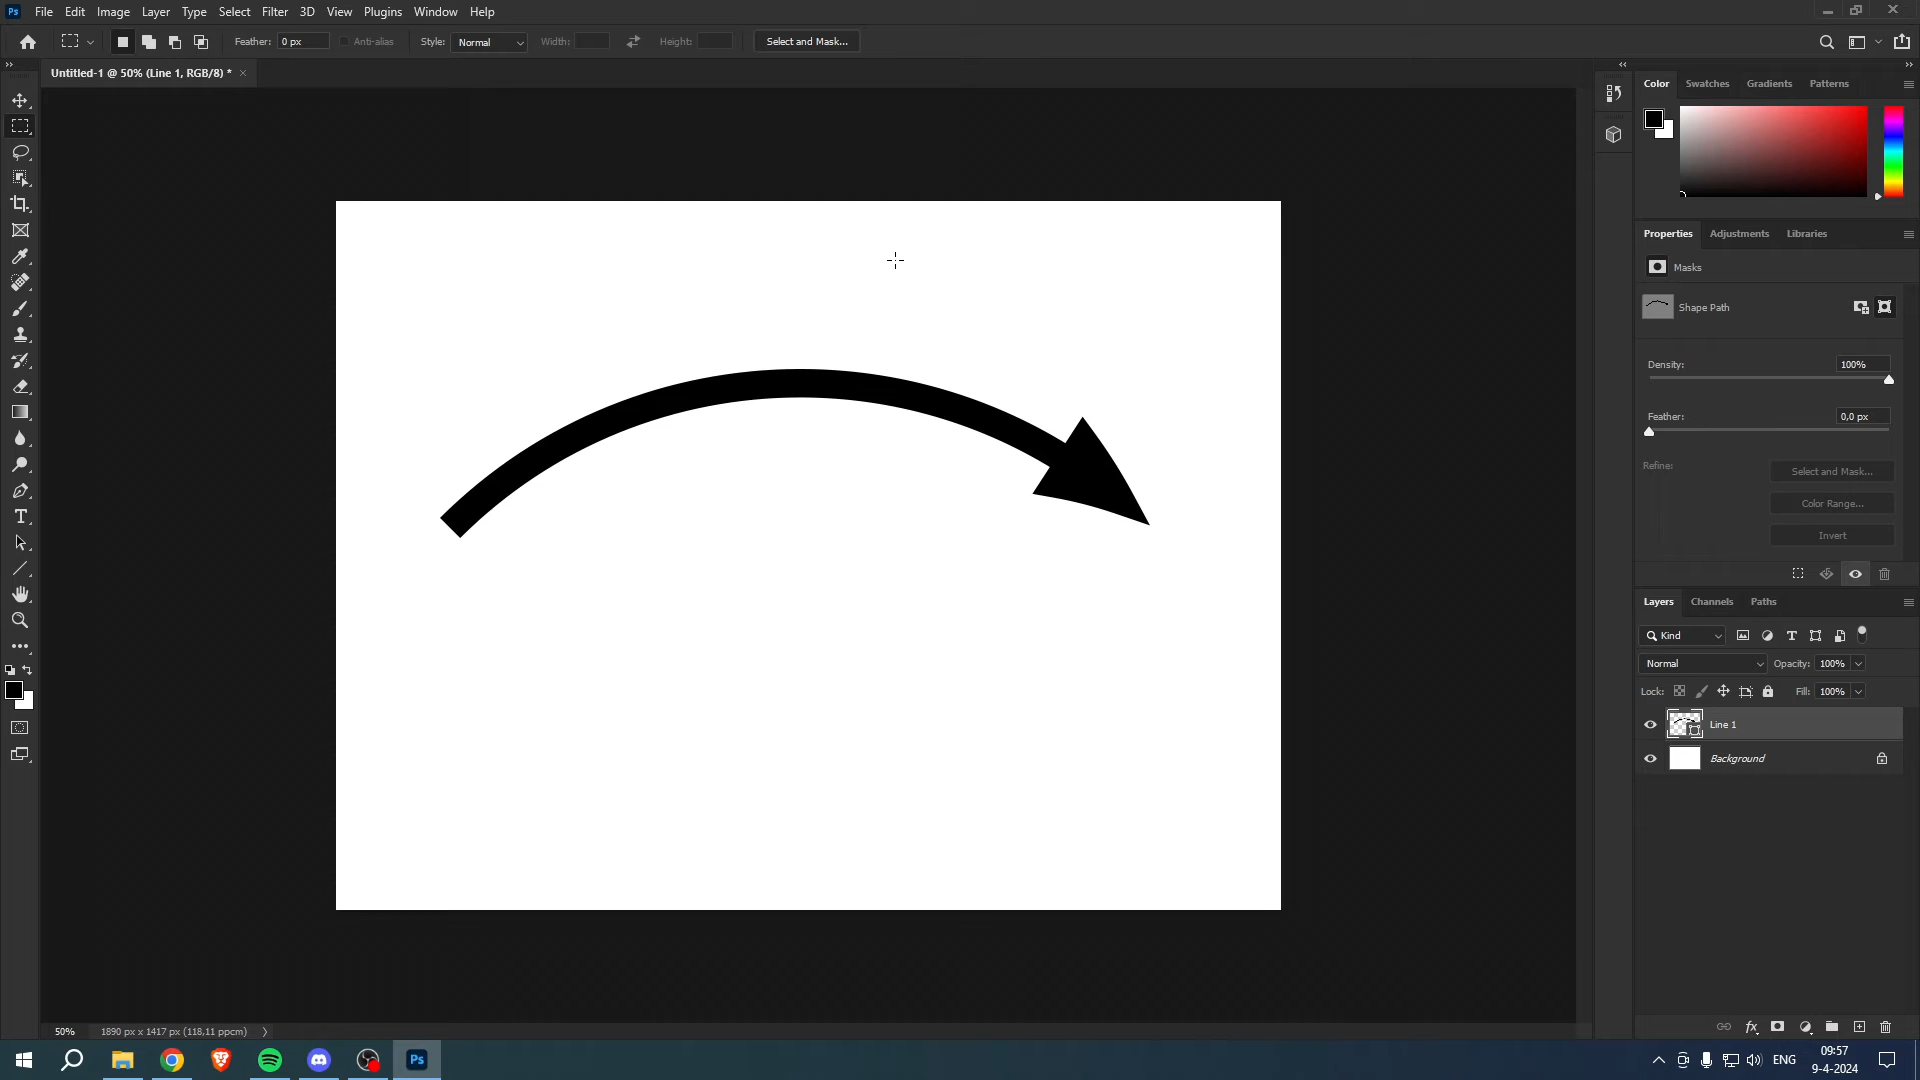 Ps File Edit Image Layer Type Select Filter 3D View Plugins Window Help
Feather: 0 px Anti-alias Style: Normal Width: Height: Select and Mask...
Untitled-1 @ 50% (Line 1, RGB/8) *
Color Swatches Gradients Patterns
Properties Adjustments Libraries
Masks
Shape Path
Density: 100%
Feather: 0,0 px
Refine: Select and Mask...
Color Range...
Invert
Layers Channels Paths
Kind
Normal Opacity: 100%
Lock: Fill: 100%
Line 1
Background
50% 1890 px x 1417 px (118,11 ppcm)
Ps
ENG
09:57
9-4-2024